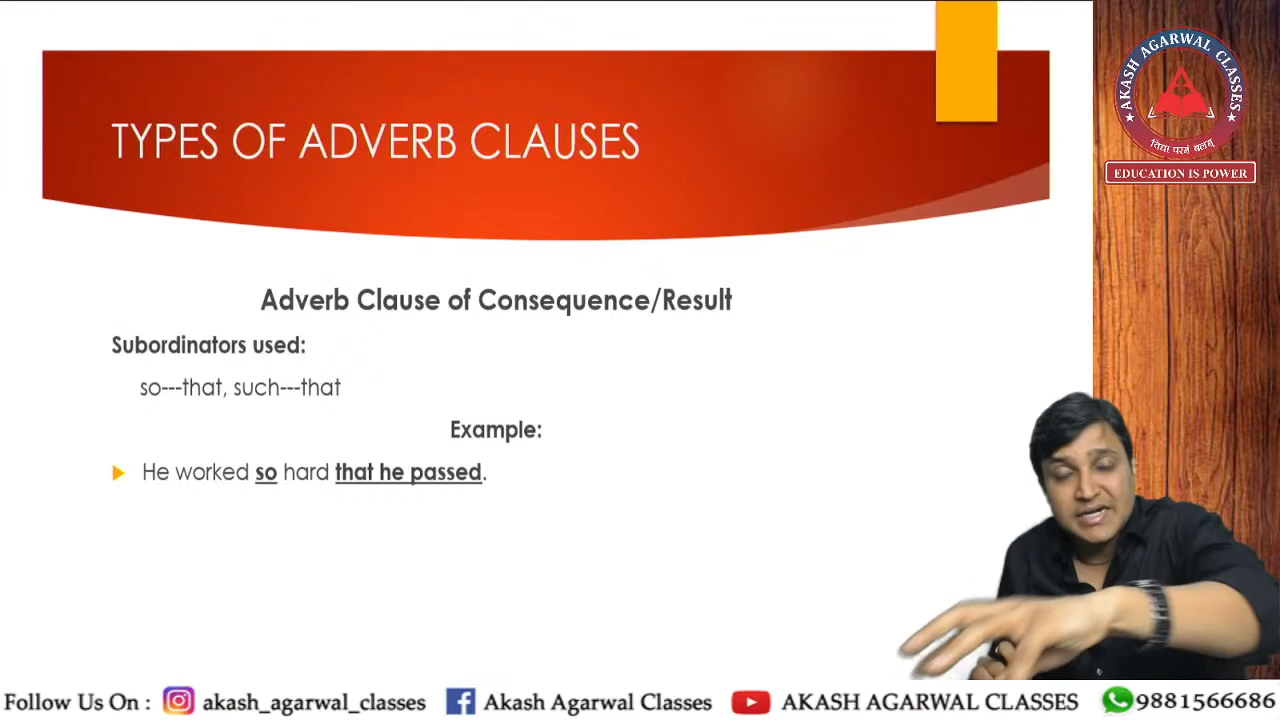 TYPES OF ADVERB CLAUSES
AKASH AGARWAL CLASSES
विद्या परमं बलम्
EDUCATION IS POWER
Adverb Clause of Consequence/Result
Subordinators used:
so---that, such---that
Example:
He worked so hard that he passed.
Follow Us On : akash_agarwal_classes Akash Agarwal Classes AKASH AGARWAL CLASSES 9881566686